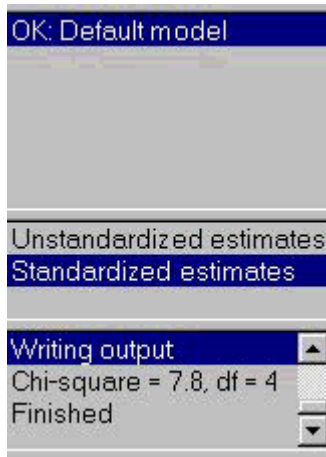 OK: Default model
Unstandardized estimates
Standardized estimates
Writing output
Chi-square = 7.8, df = 4
Finished